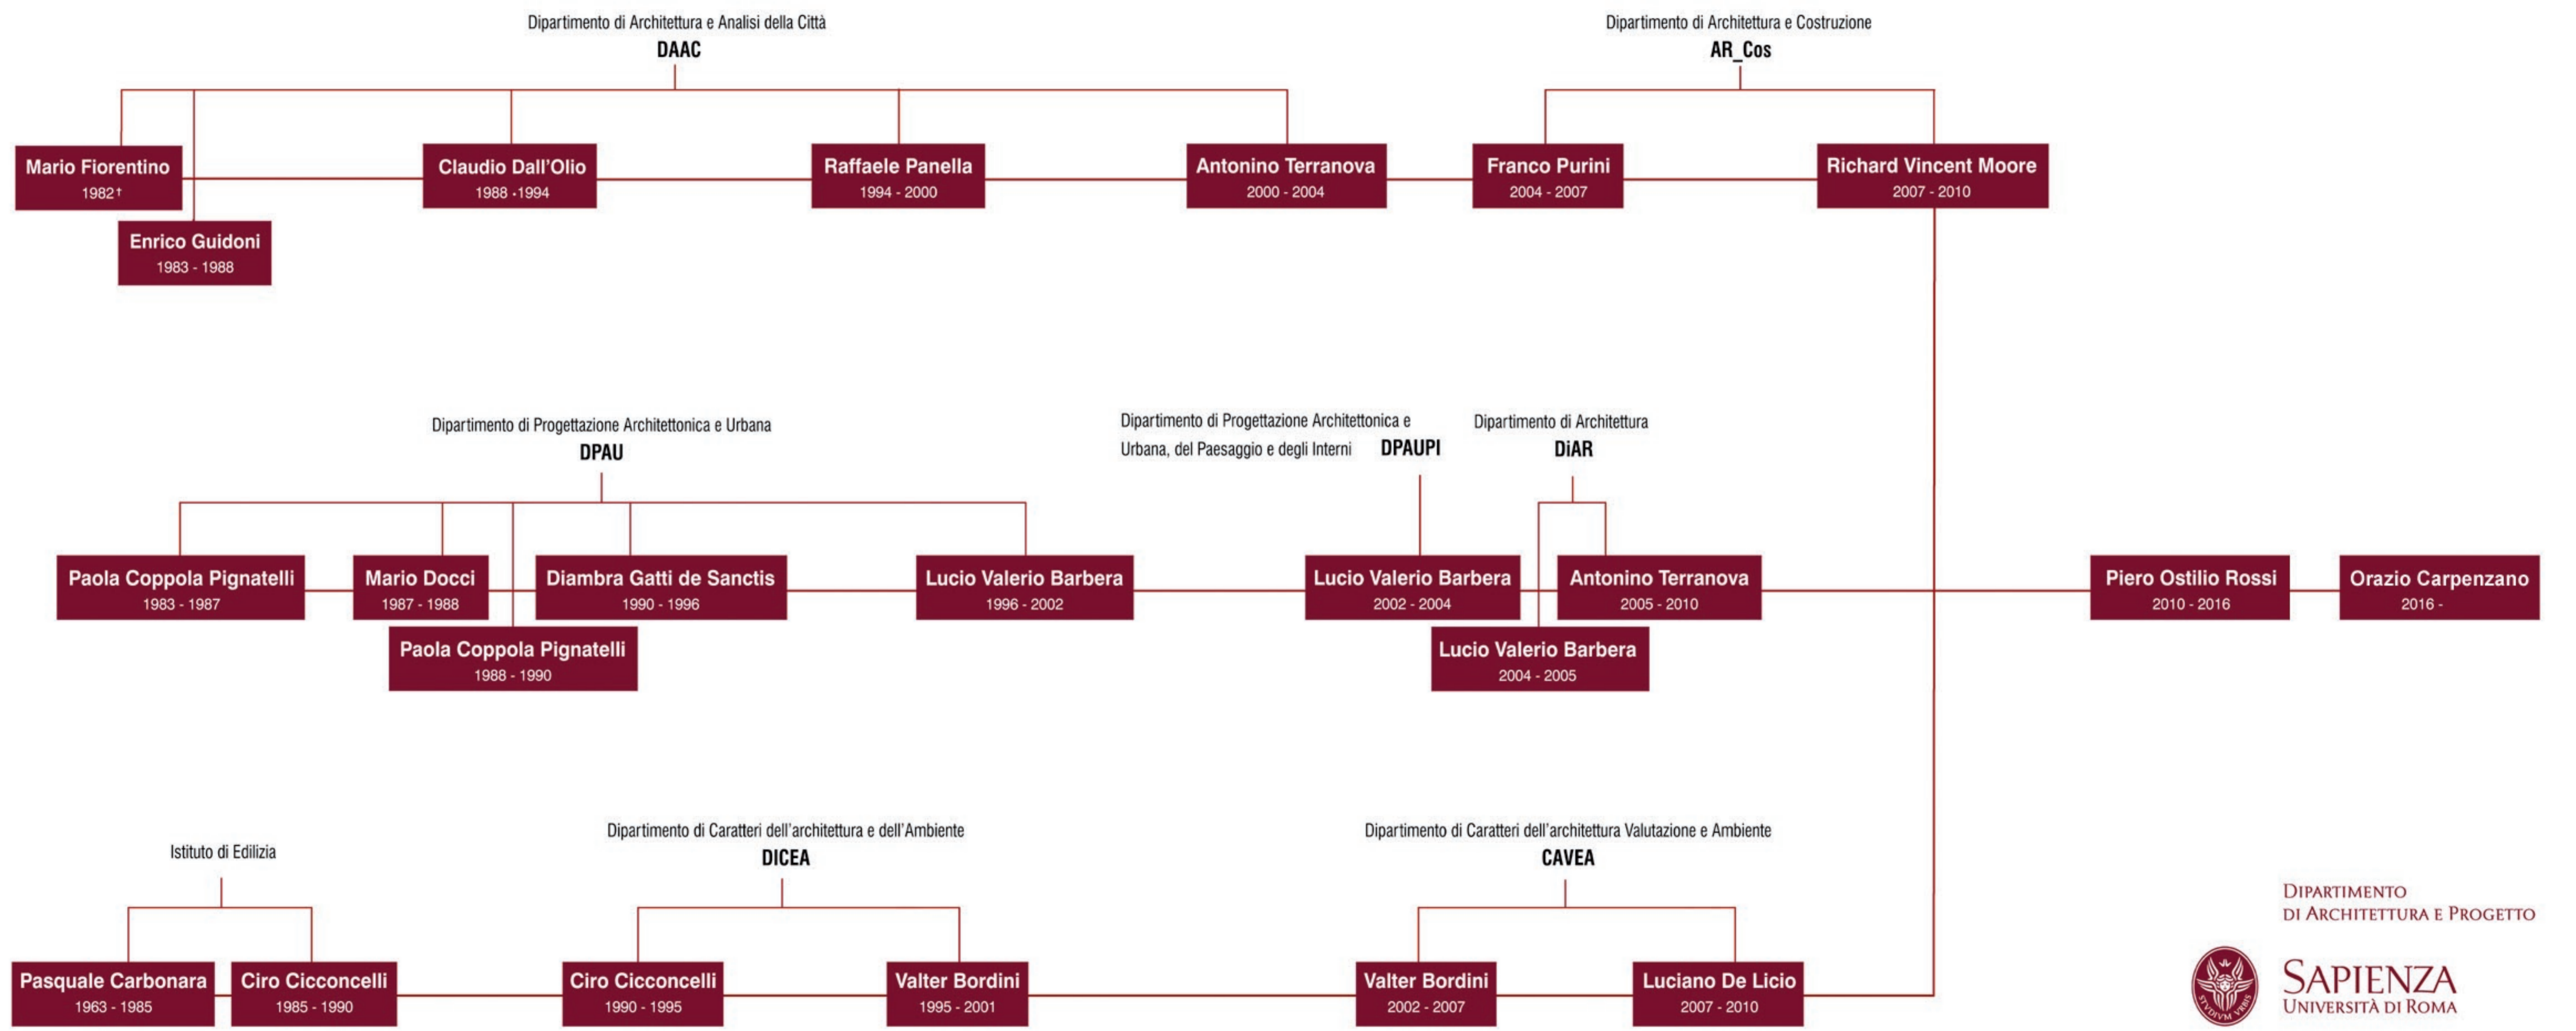 Dipartimento di Architettura e Analisi della Città
DAAC
Dipartimento di Architettura e Costruzione
AR_Cos
Mario Fiorentino
1982†
Enrico Guidoni
1983 - 1988
Claudio Dall'Olio
1988 •1994
Raffaele Panella
1994 - 2000
Antonino Terranova
2000 - 2004
Franco Purini
2004 - 2007
Richard Vincent Moore
2007 - 2010
Dipartimento di Progettazione Architettonica e Urbana
DPAU
Dipartimento di Progettazione Architettonica e
Urbana, del Paesaggio e degli Interni DPAUPI
Dipartimento di Architettura
DiAR
Paola Coppola Pignatelli
1983 - 1987
Mario Docci
1987 - 1988
Paola Coppola Pignatelli
1988 - 1990
Diambra Gatti de Sanctis
1990 - 1996
Lucio Valerio Barbera
1996 - 2002
Lucio Valerio Barbera
2002 - 2004
Lucio Valerio Barbera
2004 - 2005
Antonino Terranova
2005 - 2010
Piero Ostilio Rossi
2010 - 2016
Orazio Carpenzano
2016 -
Istituto di Edilizia
Dipartimento di Caratteri dell'architettura e dell'Ambiente
DICEA
Dipartimento di Caratteri dell'architettura Valutazione e Ambiente
CAVEA
Pasquale Carbonara
1963 - 1985
Ciro Cicconcelli
1985 - 1990
Ciro Cicconcelli
1990 - 1995
Valter Bordini
1995 - 2001
Valter Bordini
2002 - 2007
Luciano De Licio
2007 - 2010
DIPARTIMENTO
DI ARCHITETTURA E PROGETTO
STVDIVM VRBIS
SAPIENZA
UNIVERSITÀ DI ROMA